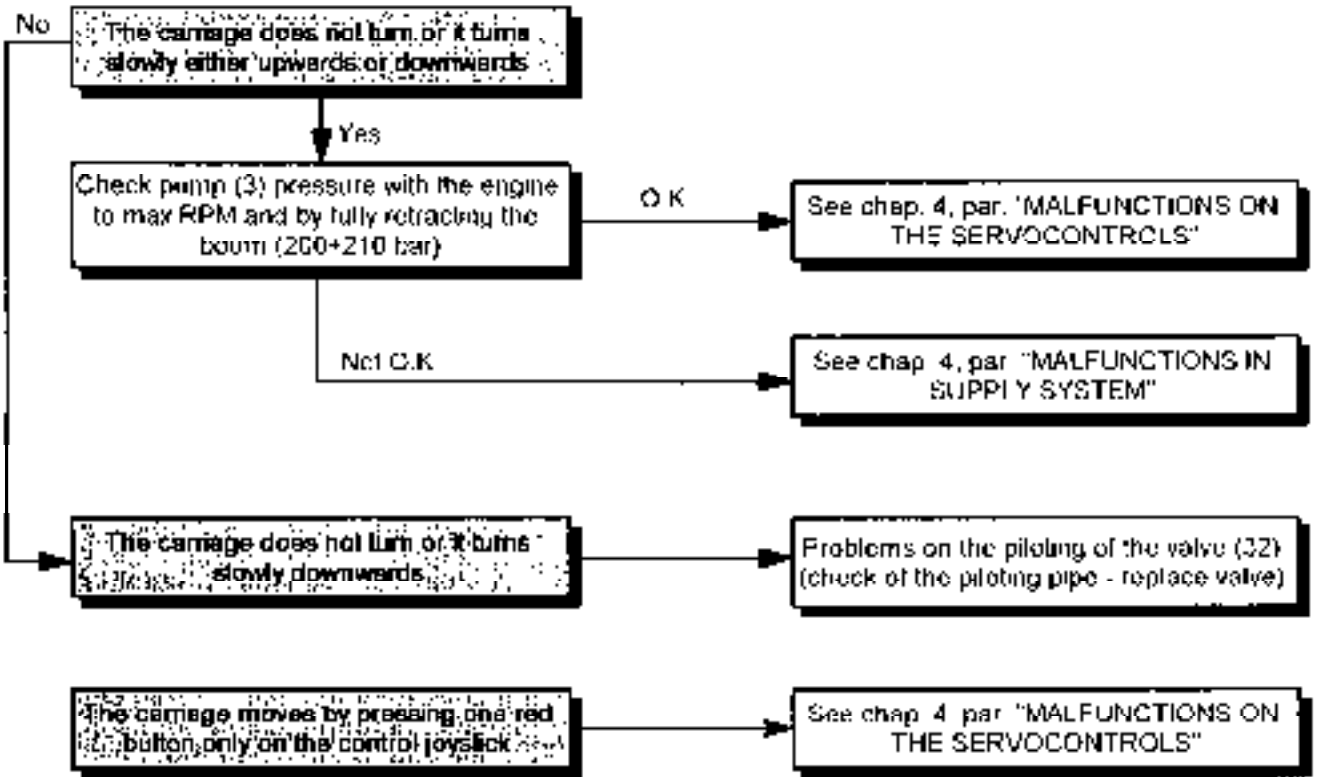 No
The carriage does not turn or it turns
slowly either upwards or downwards
Yes
Check pump (3) pressure with the engine
to max RPM and by fully retracting the
boom (200÷210 bar)
O K
See chap. 4, par. "MALFUNCTIONS ON
THE SERVOCONTROLS"
Not O.K
See chap. 4, par "MALFUNCTIONS IN
SUPPLY SYSTEM"
The carriage does not turn or it turns
slowly downwards
Problems on the piloting of the valve (32)
(check of the piloting pipe - replace valve)
The carriage moves by pressing one red
button only on the control joystick
See chap. 4 par. "MALFUNCTIONS ON
THE SERVOCONTROLS"